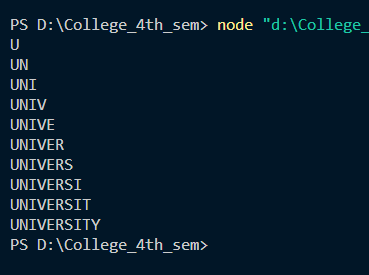 PS D:\College_4th_sem> node "d:\College_
U
UN
UNI
UNIV
UNIVE
UNIVER
UNIVERS
UNIVERSI
UNIVERSIT
UNIVERSITY
PS D:\College_4th_sem>